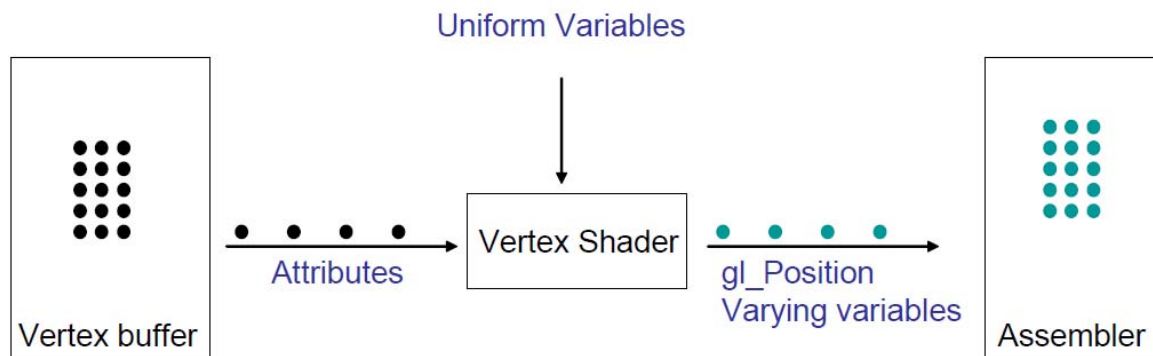 Uniform Variables
Vertex Shader
Attributes
gl_Position
Varying variables
Vertex buffer
Assembler